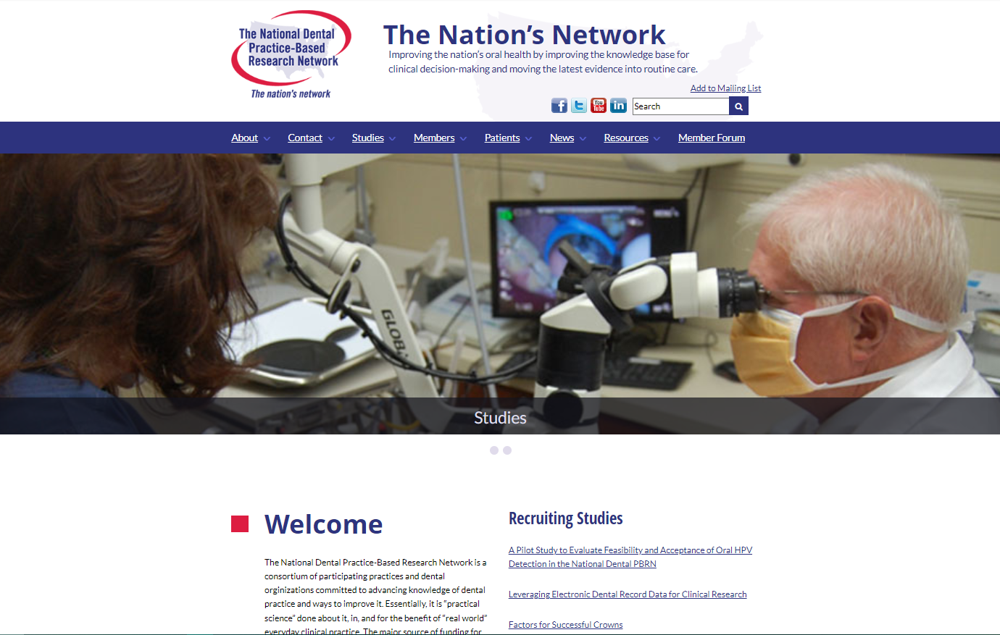 The National Dental
Practice-Based
Research Network
The nation's network
The Nation's Network
Improving the nation's oral health by improving the knowledge base for
clinical decision-making and moving the latest evidence into routine care.
Add to Mailing List
Search
About
Contact
Studies
Members
Patients
News
Resources
Member Forum
GLOBA
Studies
Welcome
The National Dental Practice-Based Research Network is a
consortium of participating practices and dental
orginizations committed to advancing knowledge of dental
practice and ways to improve it. Essentially, it is "practical
science" done about it, in, and for the benefit of "real world"
everyday clinical practice. The major source of funding for
Recruiting Studies
A Pilot Study to Evaluate Feasibility and Acceptance of Oral HPV
Detection in the National Dental PBRN
Leveraging Electronic Dental Record Data for Clinical Research
Factors for Successful Crowns